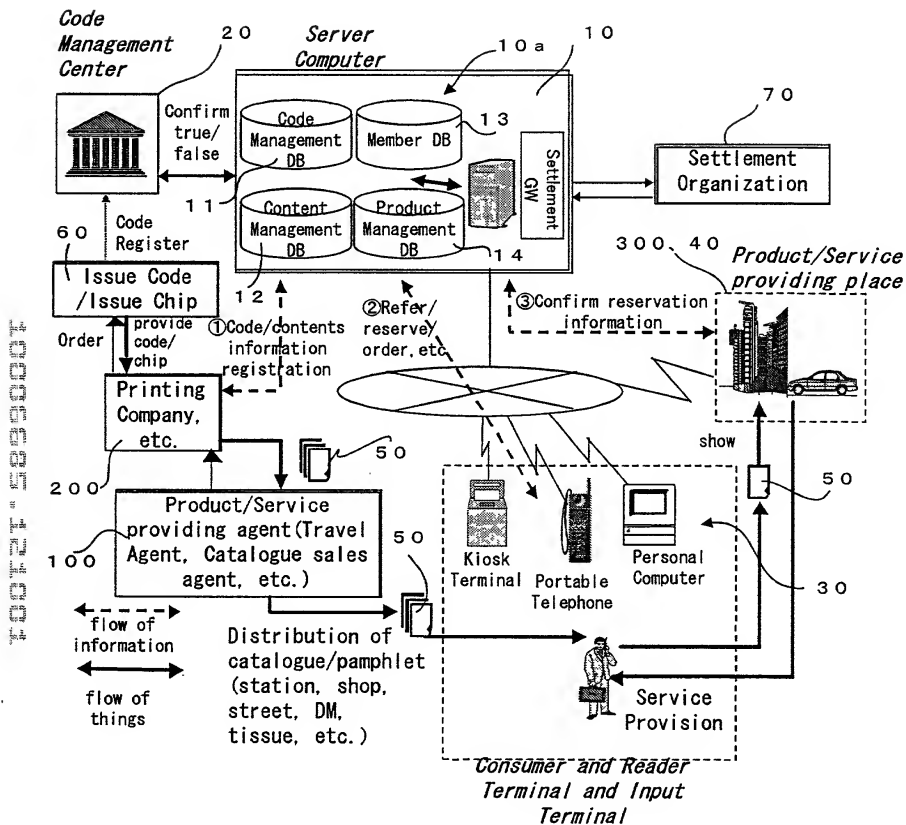 Code
Management
Center
20
Server
Computer
10a
10
Confirm
true/
false
Code
Management
DB
11
Member DB
13
Content
Management
DB
12
Product
Management
DB
14
Settlement
GW
70
Settlement
Organization
Code
Register
60
Issue Code
/Issue Chip
Order
provide
code/
chip
①Code/contents
information
registration
②Refer/
reserve/
order, etc
③Confirm reservation
information
300, 40
Product/Service
providing place
Printing
Company,
etc.
200
50
Product/Service
providing agent(Travel
Agent, Catalogue sales
agent, etc.)
100
50
show
50
Kiosk
Terminal
Portable
Telephone
Personal
Computer
30
flow of
information
flow of
things
Distribution of
catalogue/pamphlet
(station, shop,
street, DM,
tissue, etc.)
Service
Provision
Consumer and Reader
Terminal and Input
Terminal